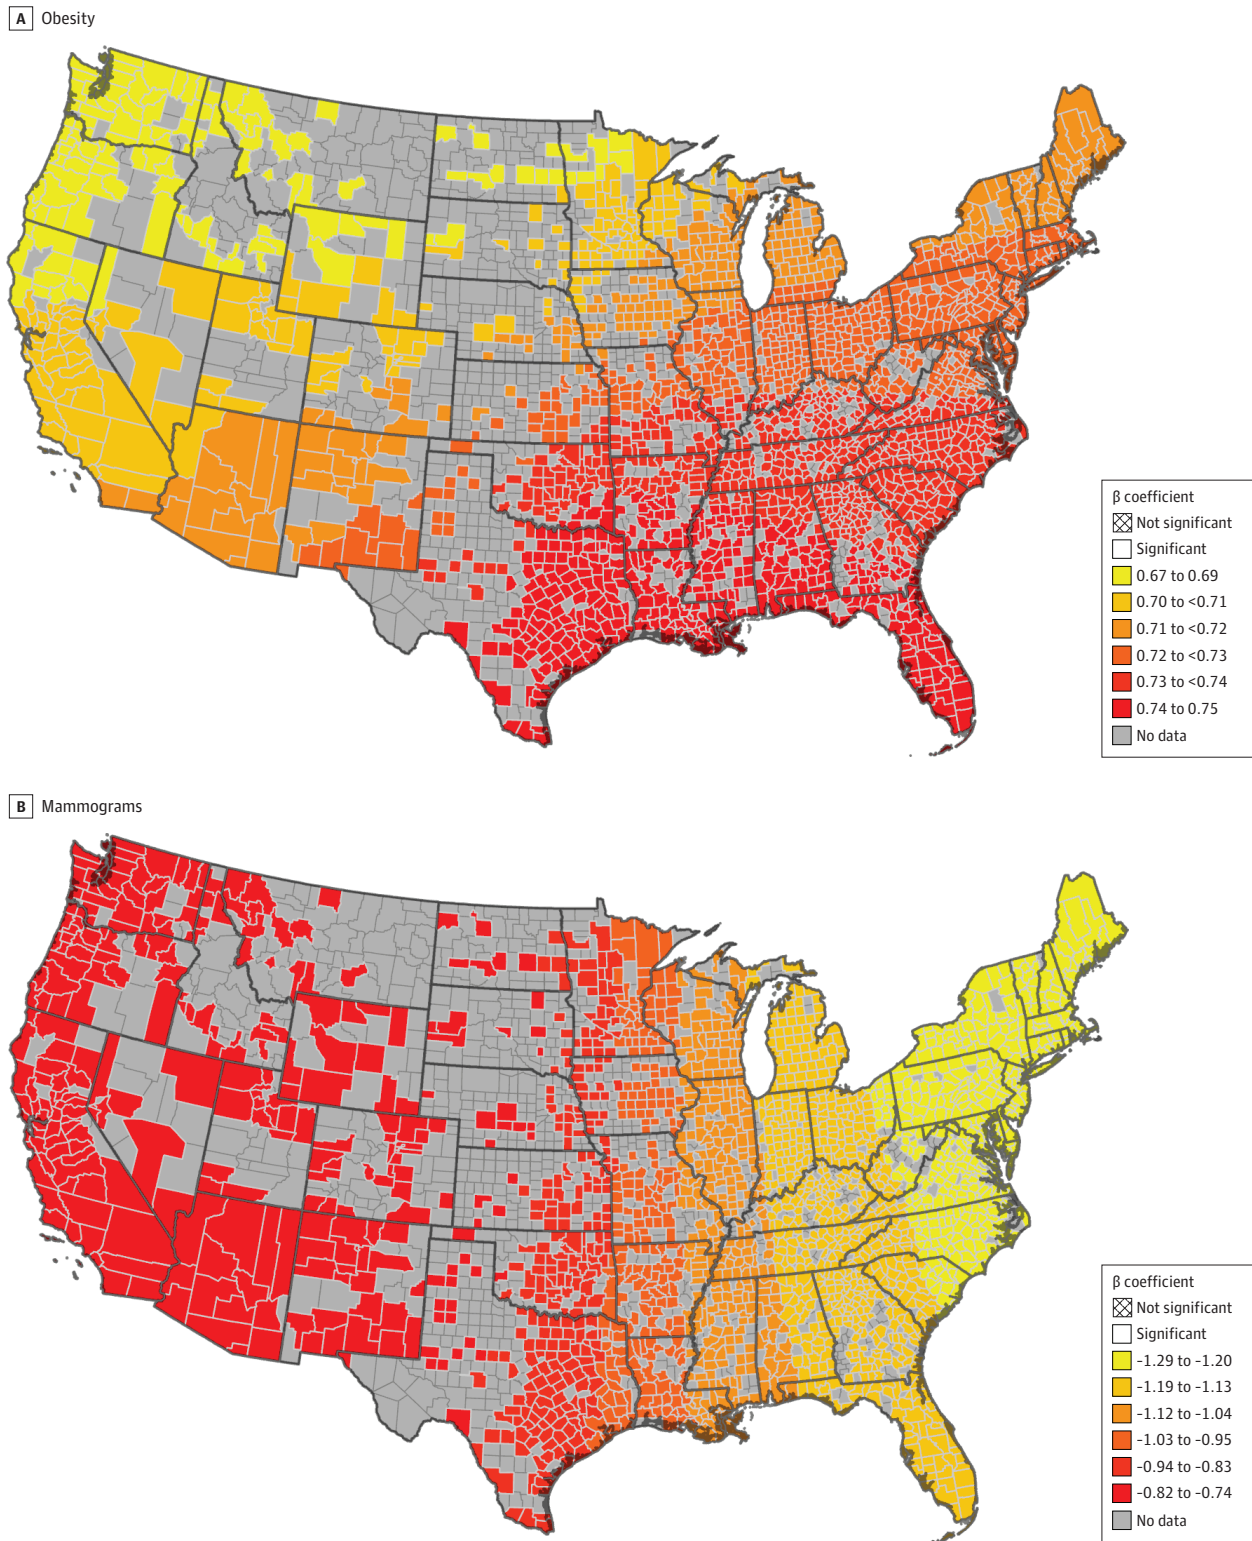 A Obesity
β coefficient
Not significant
Significant
0.67 to 0.69
0.70 to <0.71
0.71 to <0.72
0.72 to <0.73
0.73 to <0.74
0.74 to 0.75
No data
B Mammograms
β coefficient
Not significant
Significant
-1.29 to -1.20
-1.19 to -1.13
-1.12 to -1.04
-1.03 to -0.95
-0.94 to -0.83
-0.82 to -0.74
No data